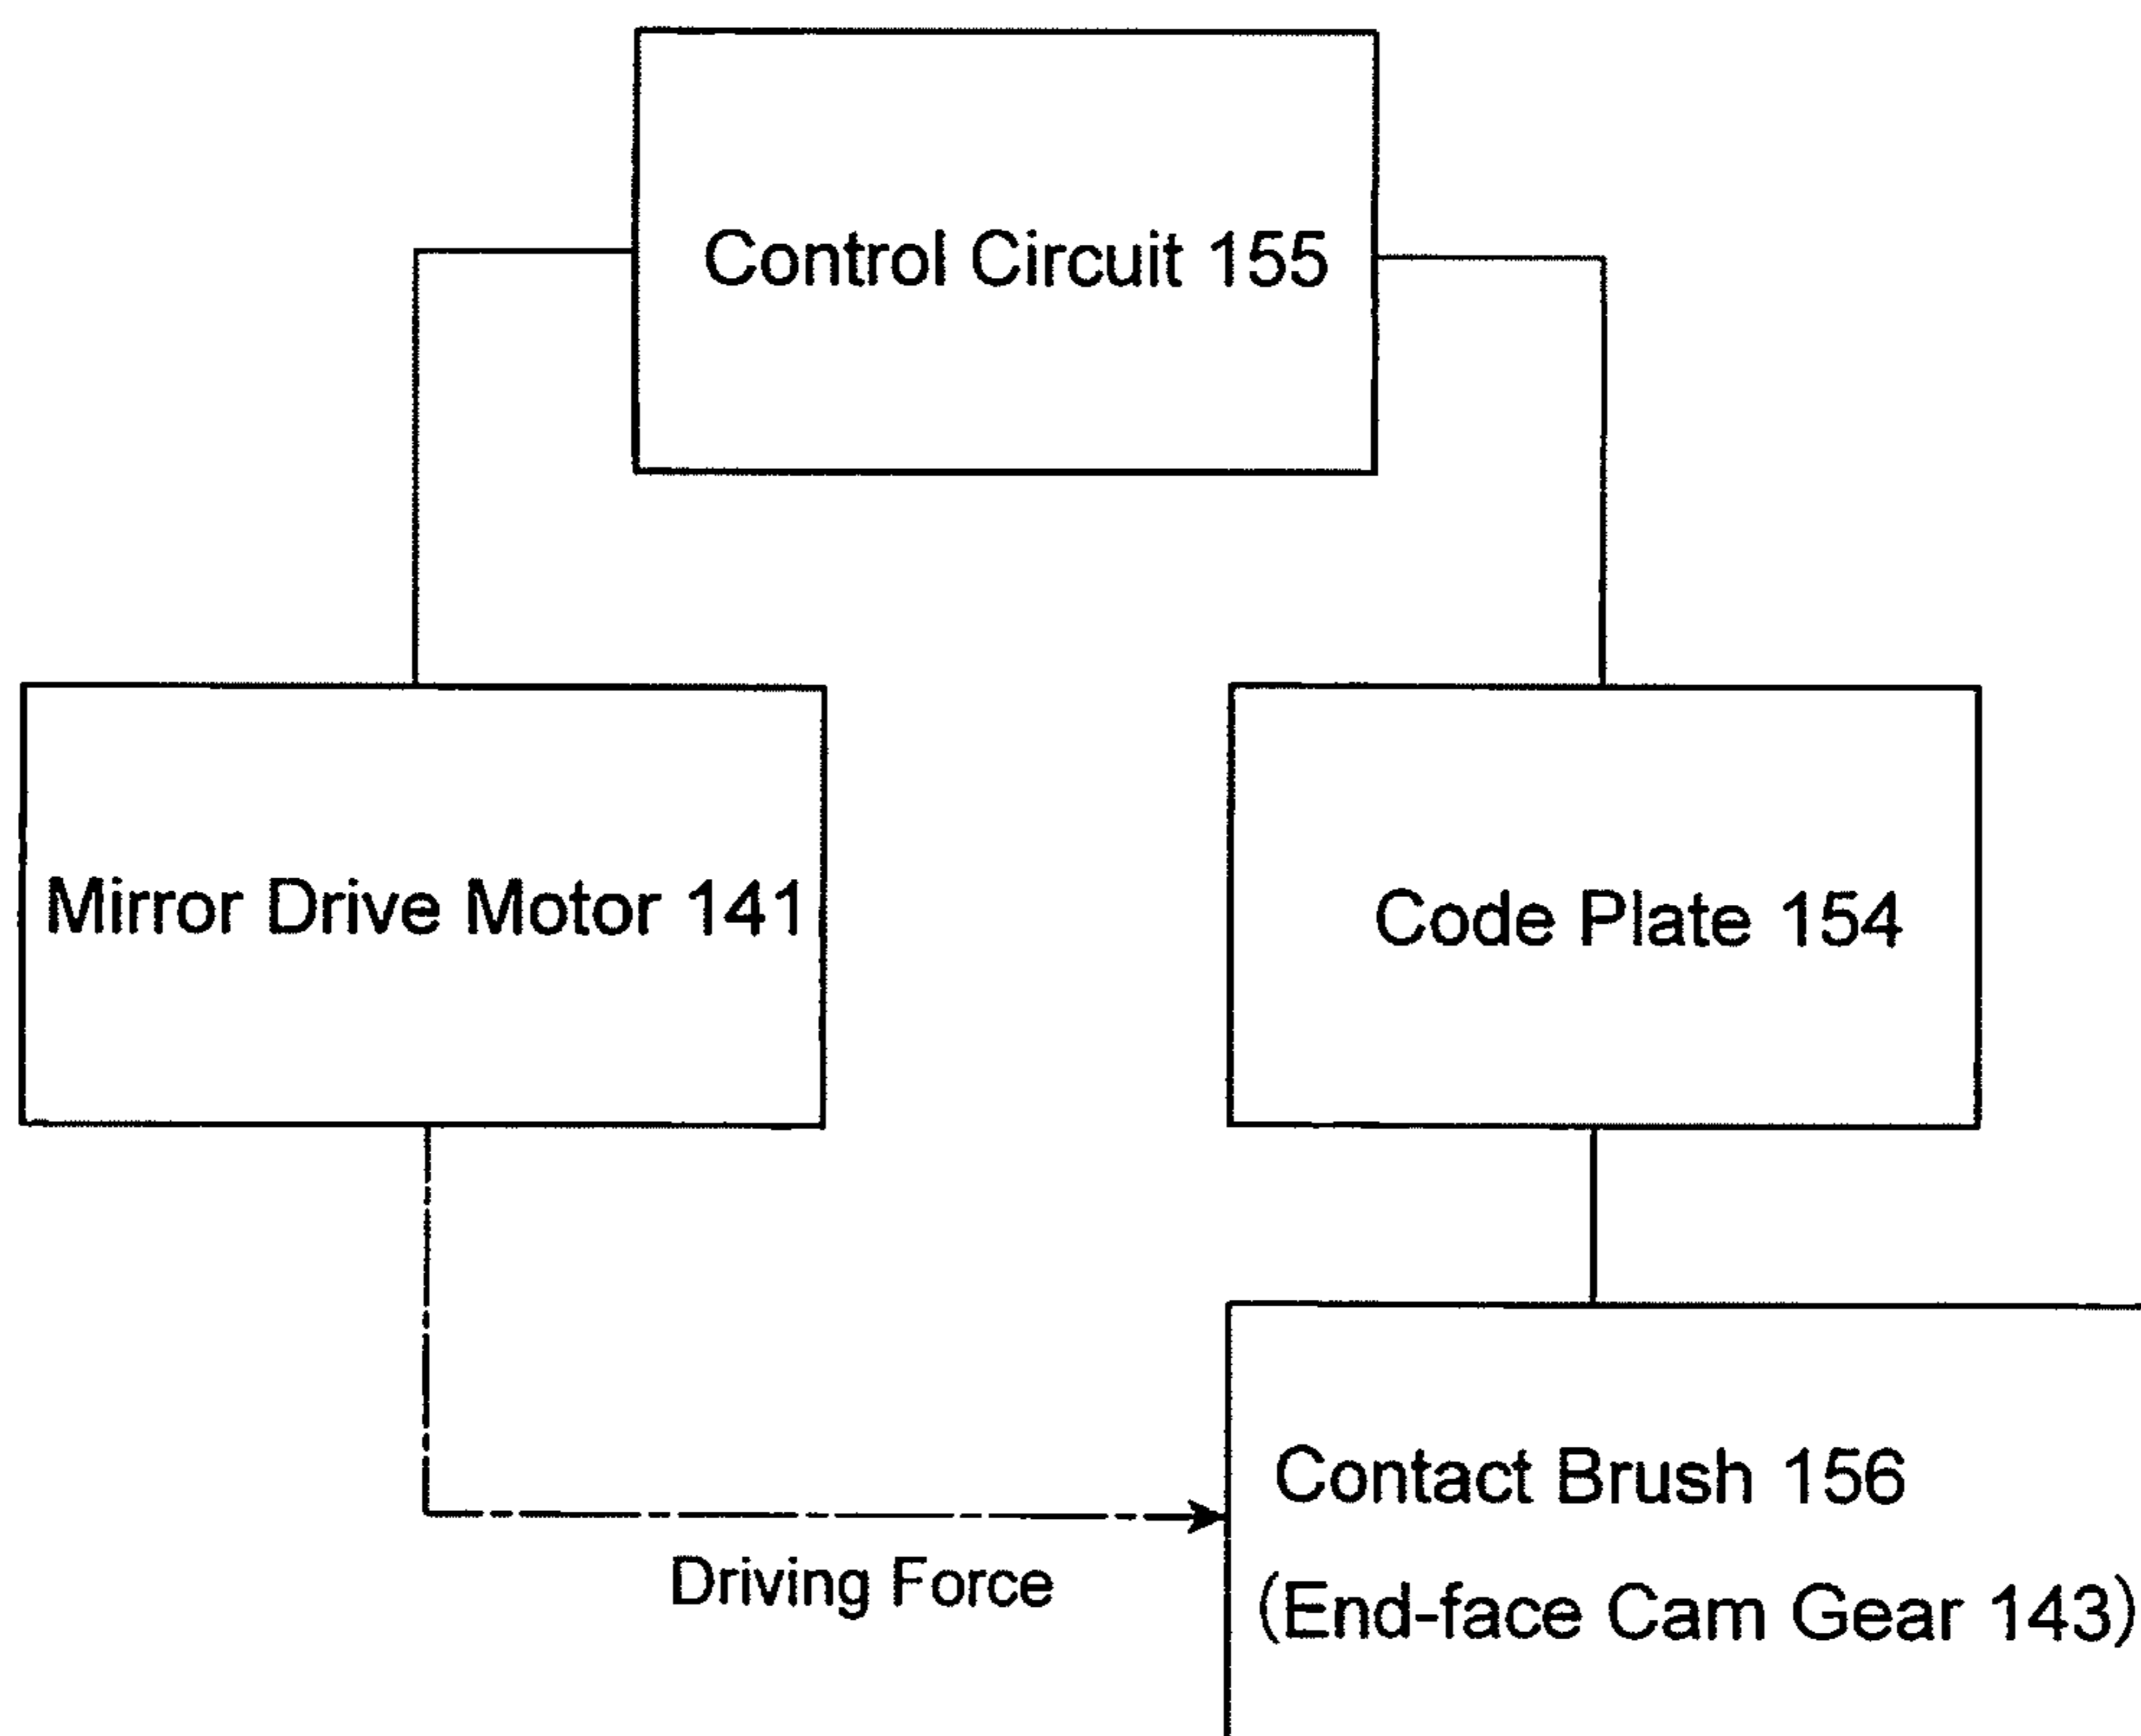 Control Circuit 155
Mirror Drive Motor 141
Code Plate 154
Contact Brush 156
(End-face Cam Gear 143)
Driving Force